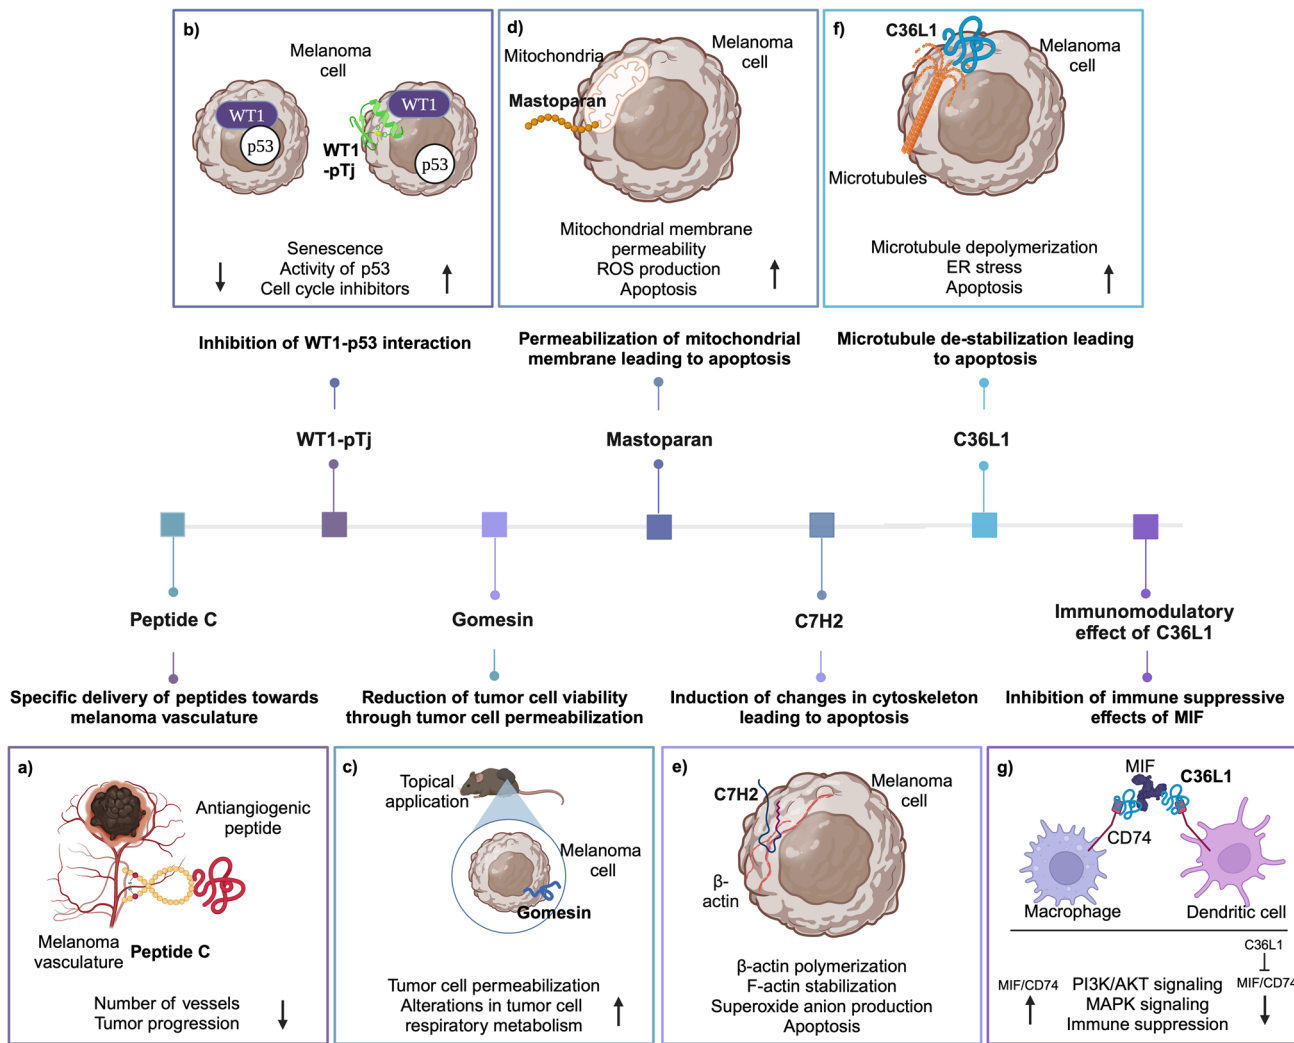 b)
Melanoma
cell
WT1
p53
WT1
-pTj
WT1
p53
Senescence
Activity of p53
Cell cycle inhibitors
d)
Mitochondria
Melanoma
cell
Mastoparan
Mitochondrial membrane
permeability
ROS production
Apoptosis
f)
C36L1
Melanoma
cell
Microtubules
Microtubule depolymerization
ER stress
Apoptosis
Inhibition of WT1-p53 interaction
Permeabilization of mitochondrial
membrane leading to apoptosis
Microtubule de-stabilization leading
to apoptosis
WT1-pTj
Mastoparan
C36L1
Peptide C
Gomesin
C7H2
Immunomodulatory
effect of C36L1
Specific delivery of peptides towards
melanoma vasculature
Reduction of tumor cell viability
through tumor cell permeabilization
Induction of changes in cytoskeleton
leading to apoptosis
Inhibition of immune suppressive
effects of MIF
a)
Antiangiogenic
peptide
Melanoma
vasculature
Peptide C
Number of vessels
Tumor progression
c)
Topical
application
Melanoma
cell
Gomesin
Tumor cell permeabilization
Alterations in tumor cell
respiratory metabolism
e)
C7H2
Melanoma
cell
β-
actin
β-actin polymerization
F-actin stabilization
Superoxide anion production
Apoptosis
g)
MIF
C36L1
CD74
Macrophage
Dendritic cell
C36L1
MIF/CD74
PI3K/AKT signaling
MAPK signaling
Immune suppression
MIF/CD74